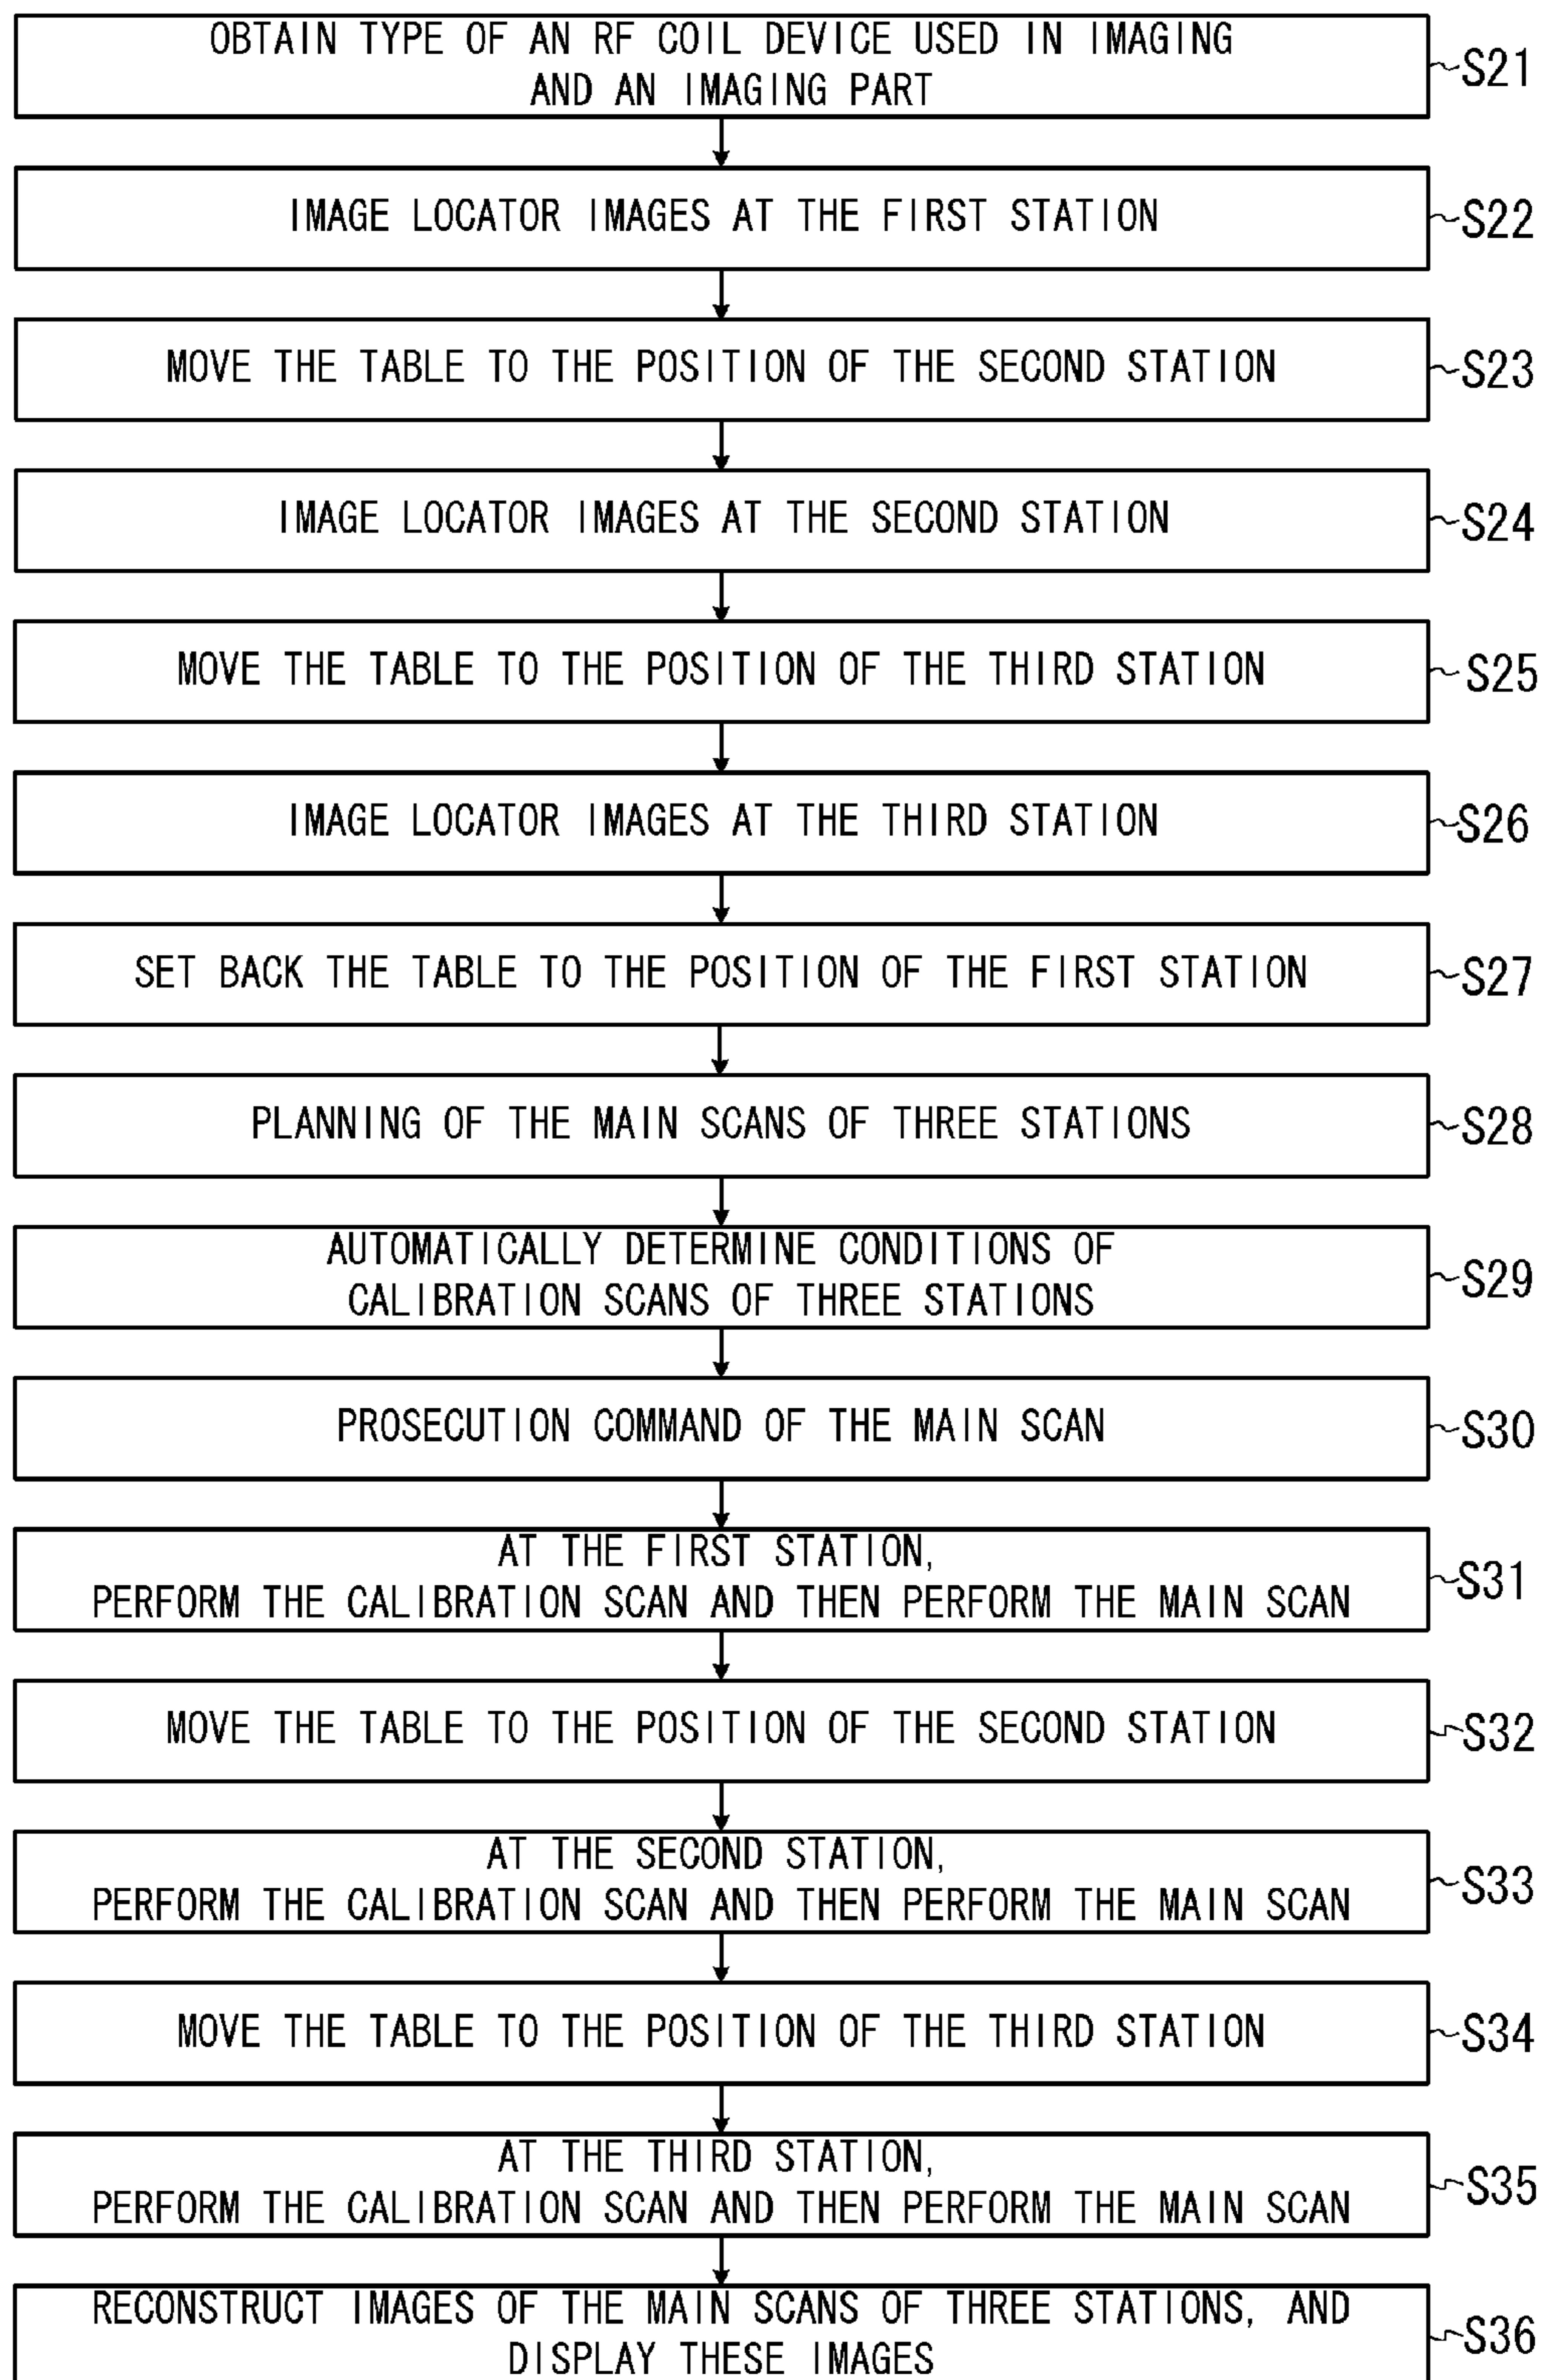 OBTAIN TYPE OF AN RF COIL DEVICE USED IN IMAGING
AND AN IMAGING PART
S21
IMAGE LOCATOR IMAGES AT THE FIRST STATION
S22
MOVE THE TABLE TO THE POSITION OF THE SECOND STATION
S23
IMAGE LOCATOR IMAGES AT THE SECOND STATION
S24
MOVE THE TABLE TO THE POSITION OF THE THIRD STATION
S25
IMAGE LOCATOR IMAGES AT THE THIRD STATION
S26
SET BACK THE TABLE TO THE POSITION OF THE FIRST STATION
S27
PLANNING OF THE MAIN SCANS OF THREE STATIONS
S28
AUTOMATICALLY DETERMINE CONDITIONS OF
CALIBRATION SCANS OF THREE STATIONS
S29
PROSECUTION COMMAND OF THE MAIN SCAN
S30
AT THE FIRST STATION,
PERFORM THE CALIBRATION SCAN AND THEN PERFORM THE MAIN SCAN
S31
MOVE THE TABLE TO THE POSITION OF THE SECOND STATION
S32
AT THE SECOND STATION,
PERFORM THE CALIBRATION SCAN AND THEN PERFORM THE MAIN SCAN
S33
MOVE THE TABLE TO THE POSITION OF THE THIRD STATION
S34
AT THE THIRD STATION,
PERFORM THE CALIBRATION SCAN AND THEN PERFORM THE MAIN SCAN
S35
RECONSTRUCT IMAGES OF THE MAIN SCANS OF THREE STATIONS, AND
DISPLAY THESE IMAGES
S36